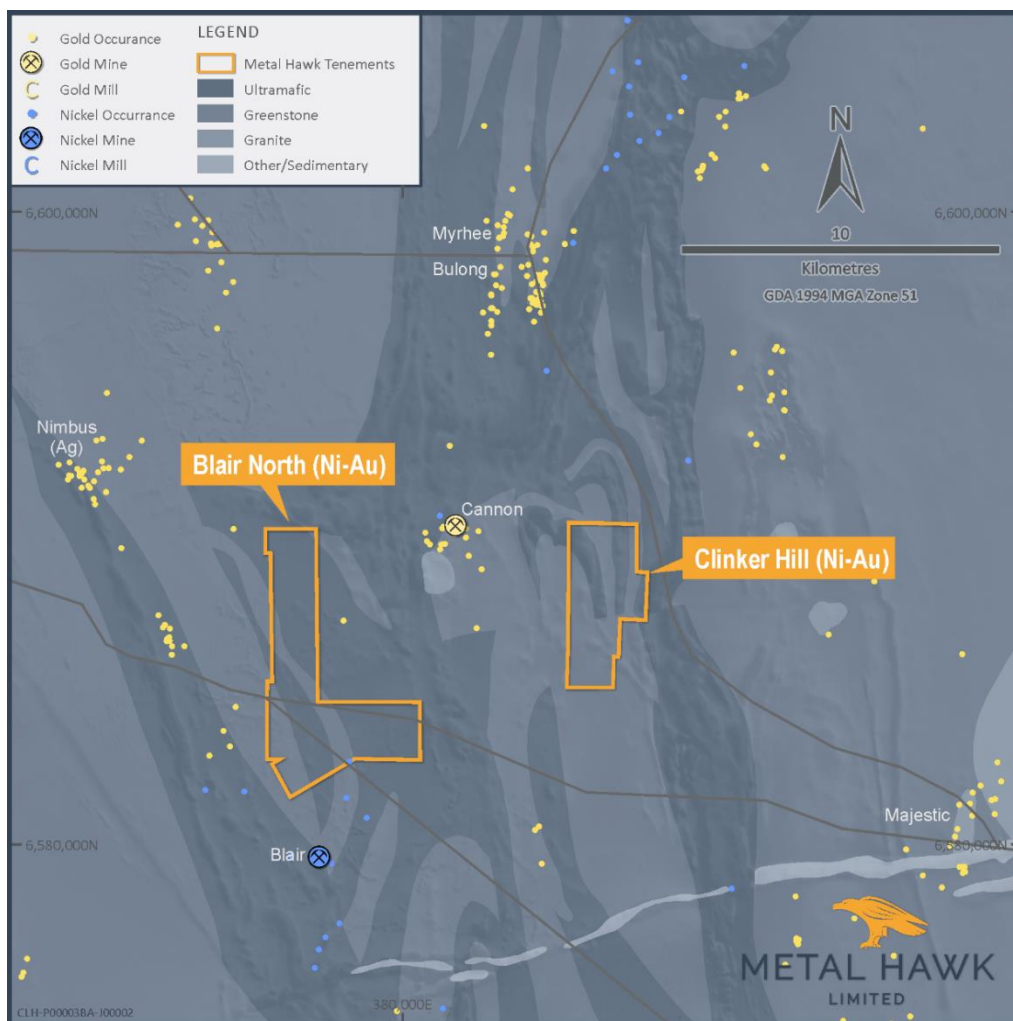 LEGEND
Gold Occurance
Gold Mine
Gold Mill
Nickel Occurrance
Nickel Mine
Nickel Mill
Metal Hawk Tenements
Ultramafic
Greenstone
Granite
Other/Sedimentary
N
6,600,000N
6,600,000N
10
Kilometres
GDA 1994 MGA Zone 51
Myrhee
Bulong
Nimbus
(Ag)
Blair North (Ni-Au)
Cannon
Clinker Hill (Ni-Au)
Majestic
6,580,000N
6,580,000N
Blair
METAL HAWK
LIMITED
380,000E
CLH-P00003BA-J00002